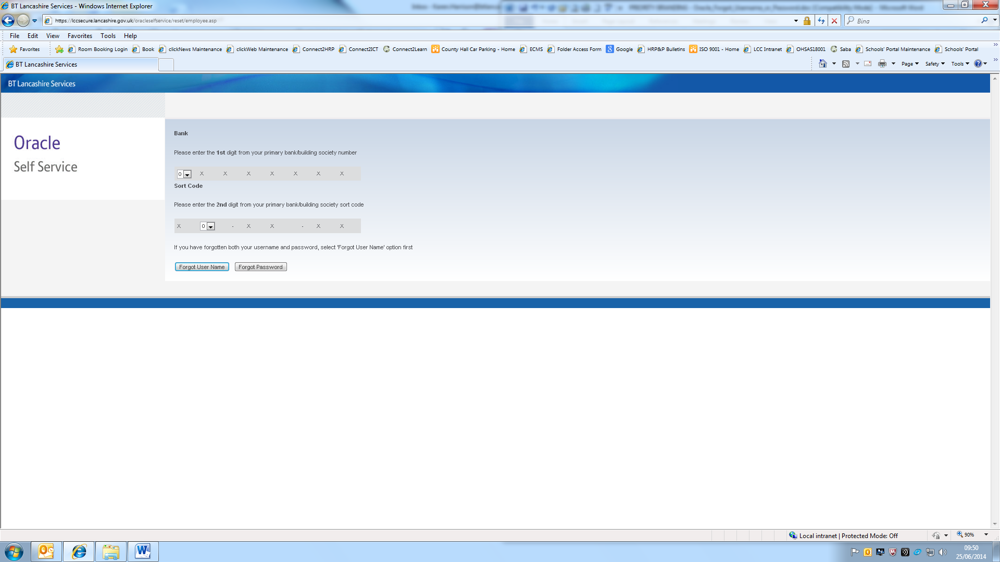 BT Lancashire Services - Windows Internet Explorer
https://lccsecure.lancashire.gov.uk/oracleselfservice/reset/employee.asp
Bing
File Edit View Favorites Tools Help
Favorites Room Booking Login Book clickNews Maintenance clickWeb Maintenance Connect2HRP Connect2ICT Connect2Learn County Hall Car Parking - Home ECMS Folder Access Form Google HRP&P Bulletins ISO 9001 - Home LCC Intranet OHSAS18001 Saba Schools' Portal Maintenance Schools' Portal
BT Lancashire Services
Page Safety Tools
BT Lancashire Services
Oracle
Self Service
Bank
Please enter the 1st digit from your primary bank/building society number
0 X X X X X X X
Sort Code
Please enter the 2nd digit from your primary bank/building society sort code
X 0 - X X - X X
If you have forgotten both your username and password, select 'Forgot User Name' option first
Forgot User Name Forgot Password
Local intranet | Protected Mode: Off
90%
09:50
25/06/2014